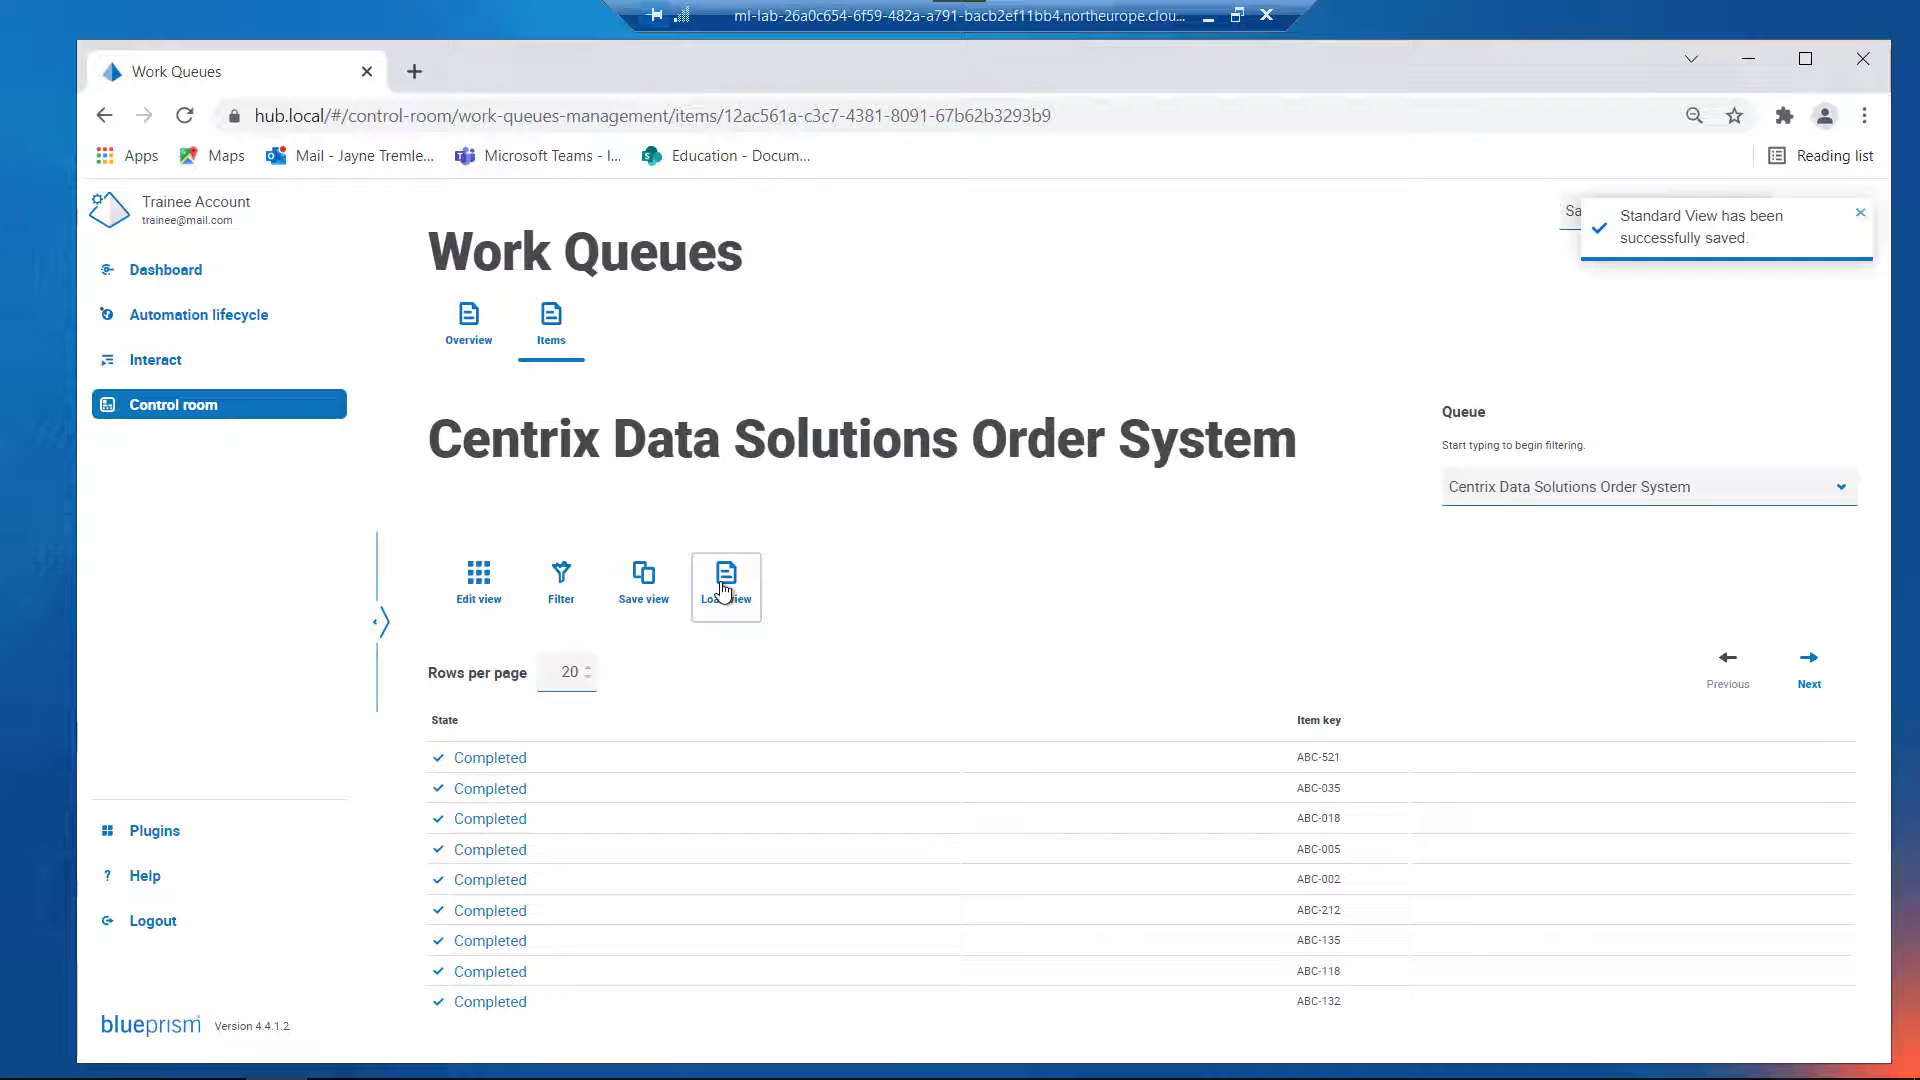 ml-lab-26a0c654-6f59-482a-a791-bacb2ef11bb4.northeurope.clou...
Work Queues
hub.local/#/control-room/work-queues-management/items/12ac561a-c3c7-4381-8091-67b62b3293b9
Apps
Maps
Mail - Jayne Tremle...
Microsoft Teams - I...
Education - Docum...
Reading list
Trainee Account
trainee@mail.com
Sa
Standard View has been
successfully saved.
Dashboard
Automation lifecycle
Interact
Control room
Work Queues
Overview
Items
Centrix Data Solutions Order System
Queue
Start typing to begin filtering.
Centrix Data Solutions Order System
Edit view
Filter
Save view
Rows per page 20
Previous
Next
State Item key
Completed ABC-521
Completed ABC-035
Completed ABC-018
Completed ABC-005
Completed ABC-002
Completed ABC-212
Completed ABC-135
Completed ABC-118
Completed ABC-132
Plugins
? Help
Logout
blueprism Version 4.4.1.2